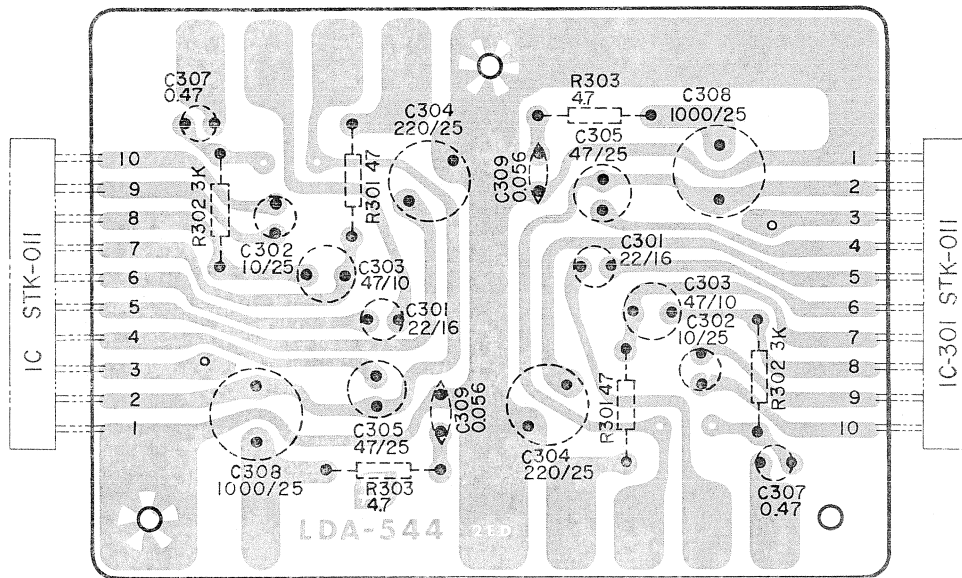 C307
0.47
C304
220/25
R303
4.7
C308
1000/25
C305
47/25
C309
0.056
R301 47
R302 3K
C302
10/25
C303
47/10
C301
22/16
10
9
8
7
6
5
4
3
2
1
IC STK-011
1
2
3
4
5
6
7
8
9
10
IC-301 STK-011
C301
22/16
C303
47/10
C302
10/25
R302 3K
R301 47
C305
47/25
C309
0.056
C308
1000/25
R303
4.7
C304
220/25
C307
0.47
LDA-544